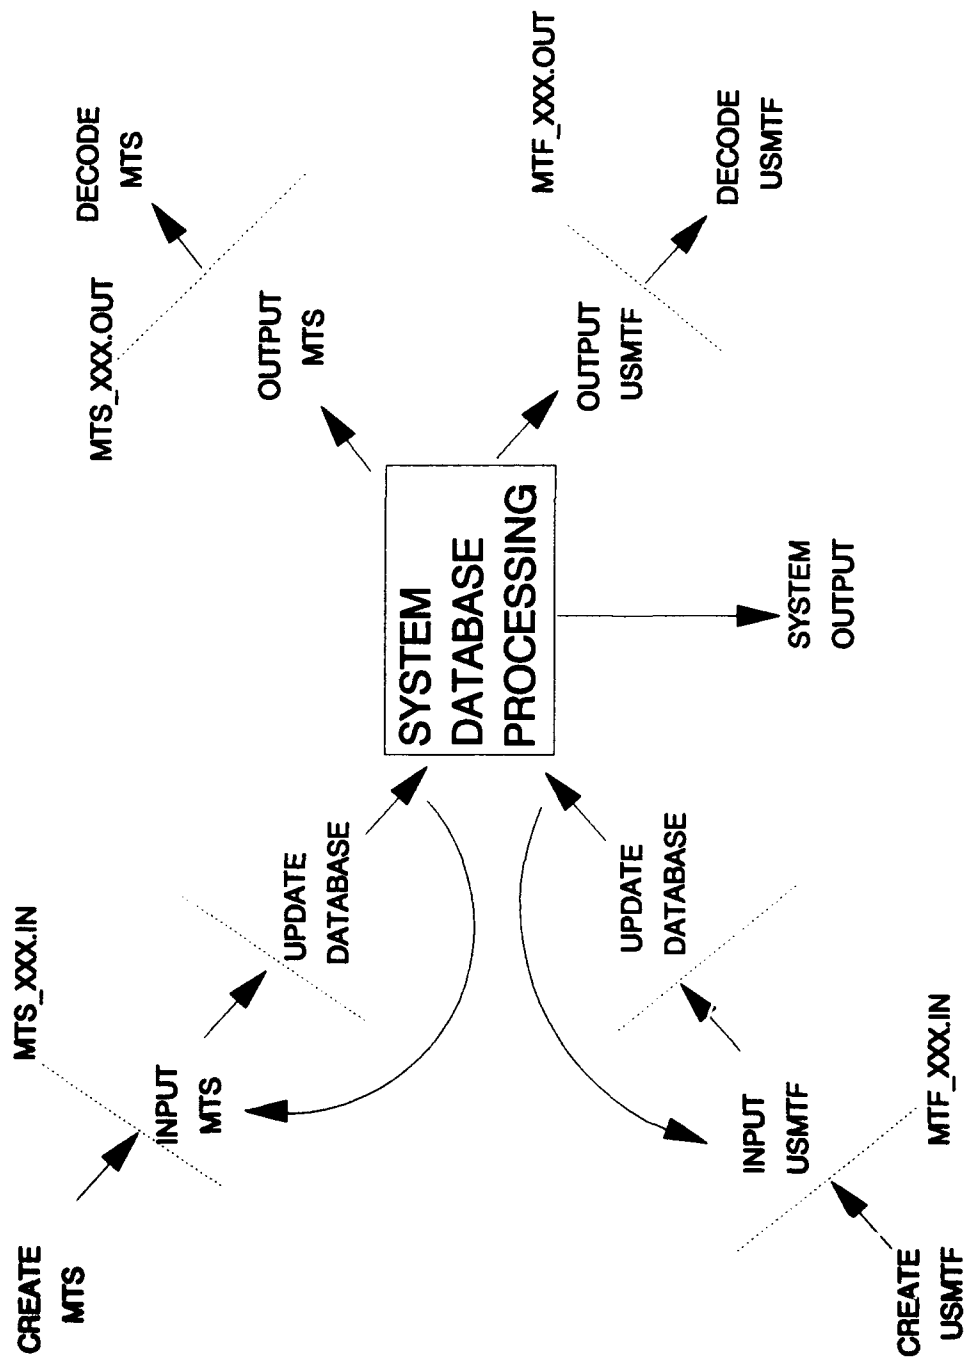 CREATE
MTS
MTS_XXX.IN
INPUT
MTS
UPDATE
DATABASE
SYSTEM
DATABASE
PROCESSING
OUTPUT
MTS
MTS_XXX.OUT
DECODE
MTS
CREATE
USMTF
MTF_XXX.IN
INPUT
USMTF
UPDATE
DATABASE
SYSTEM
OUTPUT
OUTPUT
USMTF
MTF_XXX.OUT
DECODE
USMTF